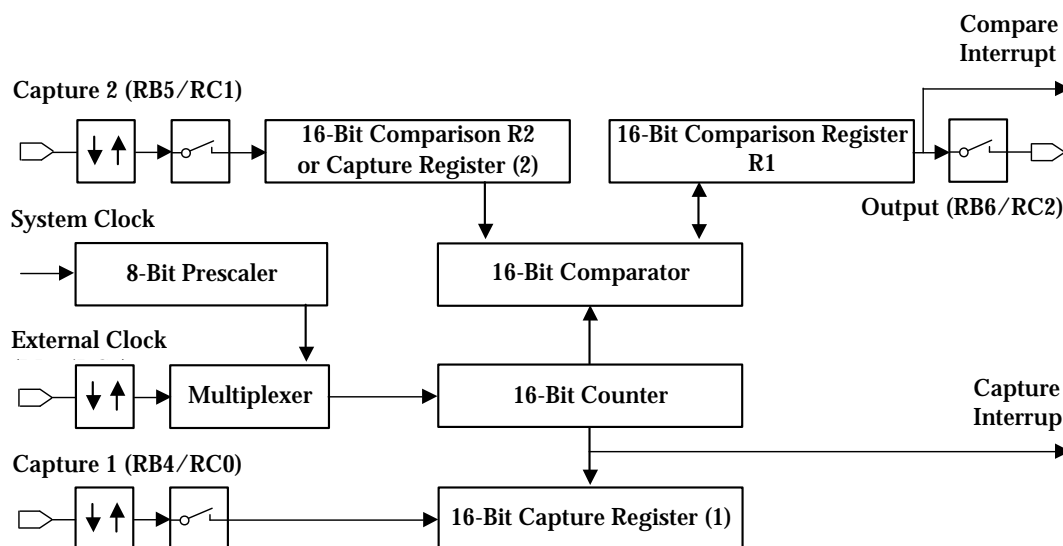 Compare
Interrupt
Capture 2 (RB5/RC1)
16-Bit Comparison R2
or Capture Register (2)
16-Bit Comparison Register
R1
Output (RB6/RC2)
System Clock
8-Bit Prescaler
16-Bit Comparator
External Clock
Multiplexer
16-Bit Counter
Capture
Interrup
Capture 1 (RB4/RC0)
16-Bit Capture Register (1)